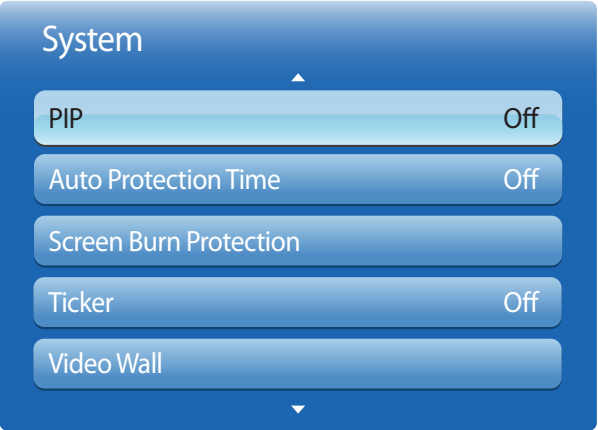 System
PIP Off
Auto Protection Time Off
Screen Burn Protection
Ticker Off
Video Wall